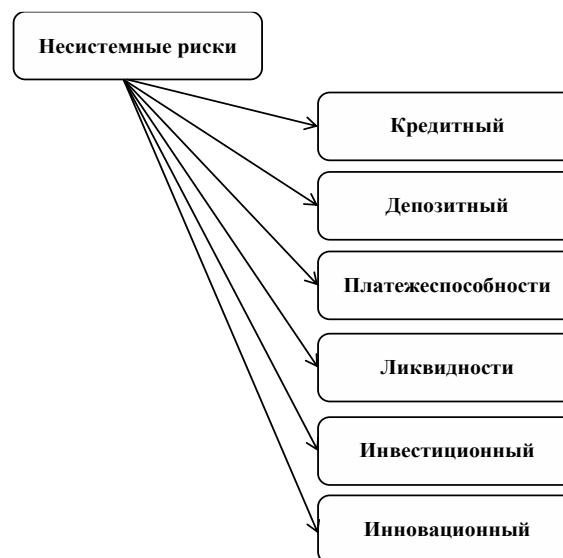 Несистемные риски
Кредитный
Депозитный
Платежеспособности
Ликвидности
Инвестиционный
Инновационный